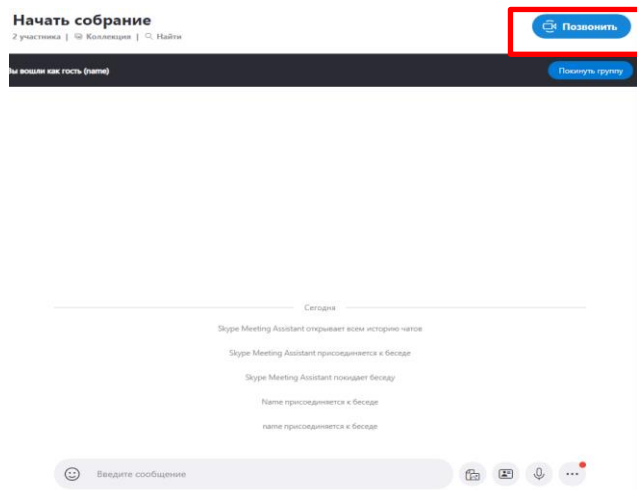 Начать собрание
Позвонить
2 участника | Коллекция | Найти
Вы вошли как гость (name)
Покинуть группу
Сегодня
Skype Meeting Assistant открывает всем историю чатов
Skype Meeting Assistant присоединяется к беседе
Skype Meeting Assistant покидает беседу
Name присоединяется к беседе
name присоединяется к беседе
Введите сообщение